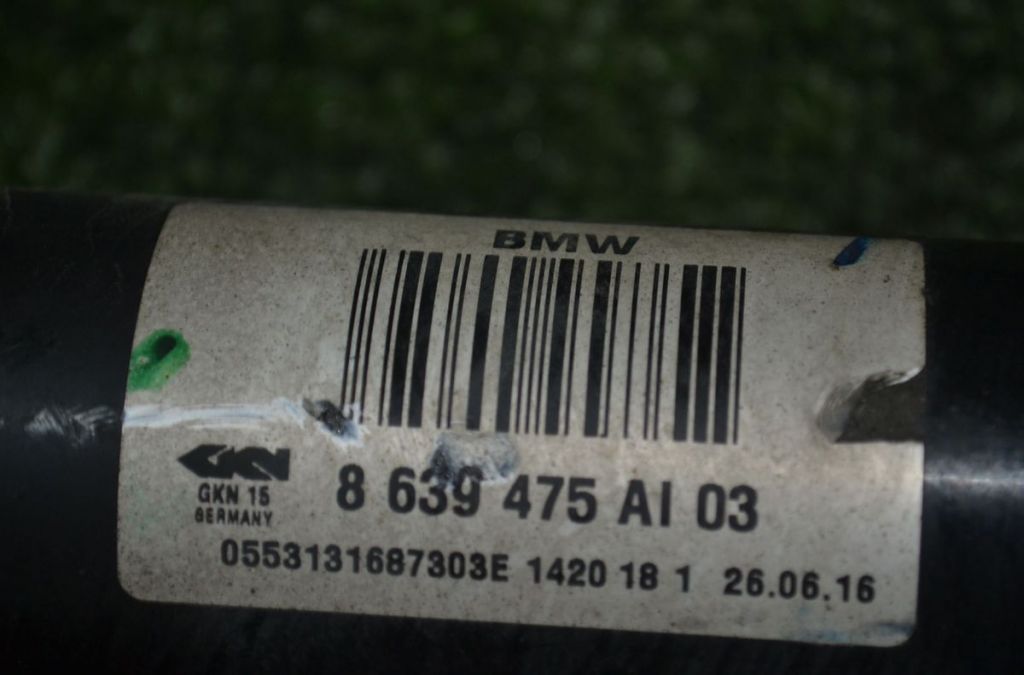 BMW
GKN
GKN 15
GERMANY
8 639 475 AI 03
0553131687303E 1420 18 1 26.06.16